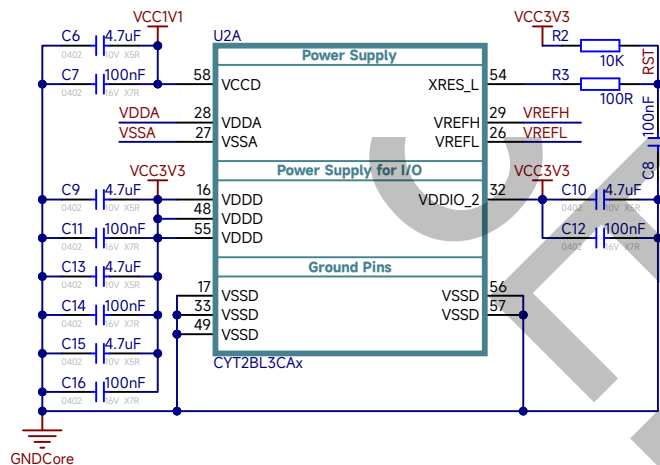 VCC1V1
VCC3V3
C6 4.7uF
0402 10V X5R
U2A
R2
10K
RST
Power Supply
C7 100nF
0402 16V X7R
58 VCCD
XRES_L 54
R3
100R
VDDA 28 VDDA
VREFH 29 VREFH
VSSA 27 VSSA
VREFL 26 VREFL
100nF
C8
VCC3V3
Power Supply for I/O
VCC3V3
C9 4.7uF
0402 10V X5R
16 VDDD
VDDIO_2 32
C10 4.7uF
0402 10V X5R
48 VDDD
C11 100nF
0402 16V X7R
55 VDDD
C12 100nF
0402 16V X7R
C13 4.7uF
0402 10V X5R
Ground Pins
17 VSSD
VSSD 56
C14 100nF
0402 16V X7R
33 VSSD
VSSD 57
49 VSSD
C15 4.7uF
0402 10V X5R
CYT2BL3CAx
C16 100nF
0402 16V X7R
GNDCore